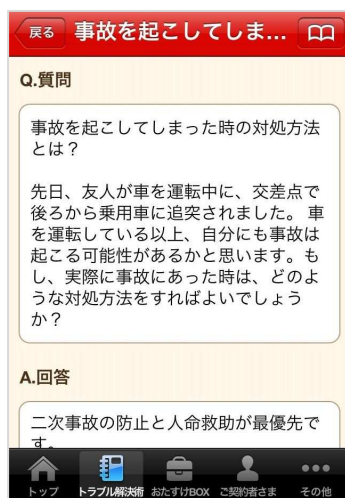 戻る 事故を起こしてしま...
Q.質問
事故を起こしてしまった時の対処方法
とは？
先日、友人が車を運転中に、交差点で
後ろから乗用車に追突されました。 車
を運転している以上、自分にも事故は
起こる可能性があるかと思います。も
し、実際に事故にあった時は、どのよ
うな対処方法をすればよいでしょう
か？
A.回答
二次事故の防止と人命救助が最優先で
す。
トップ トラブル解決術 おたすけBOX ご契約者さま その他